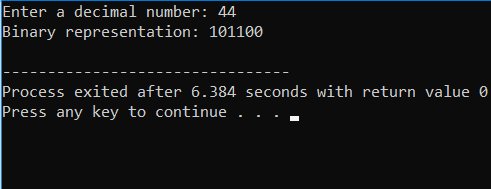 Enter a decimal number: 44
Binary representation: 101100
--------------------------------
Process exited after 6.384 seconds with return value 0
Press any key to continue . . .